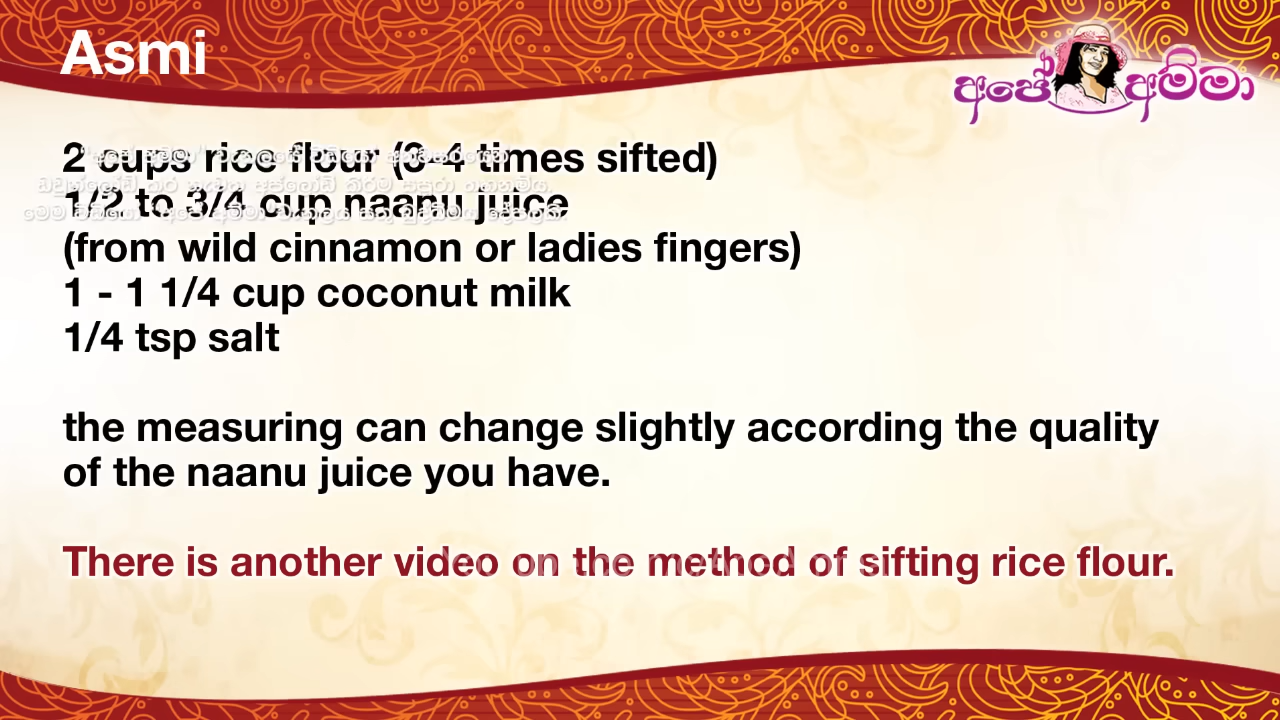 Asmi
අපේ අම්මා
2 cups rice flour (3-4 times sifted)
1/2 to 3/4 cup naanu juice
(from wild cinnamon or ladies fingers)
1 - 1 1/4 cup coconut milk
1/4 tsp salt
the measuring can change slightly according the quality
of the naanu juice you have.
There is another video on the method of sifting rice flour.